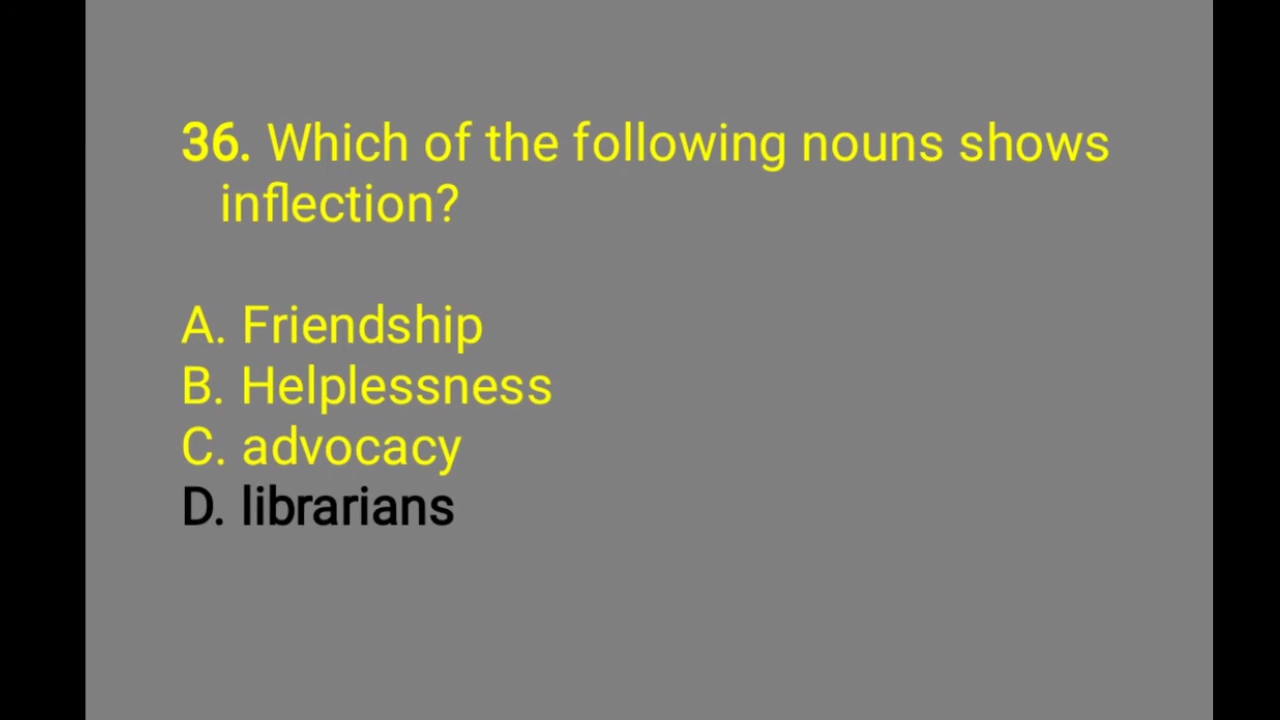 36. Which of the following nouns shows
inflection?
A. Friendship
B. Helplessness
C. advocacy
D. librarians